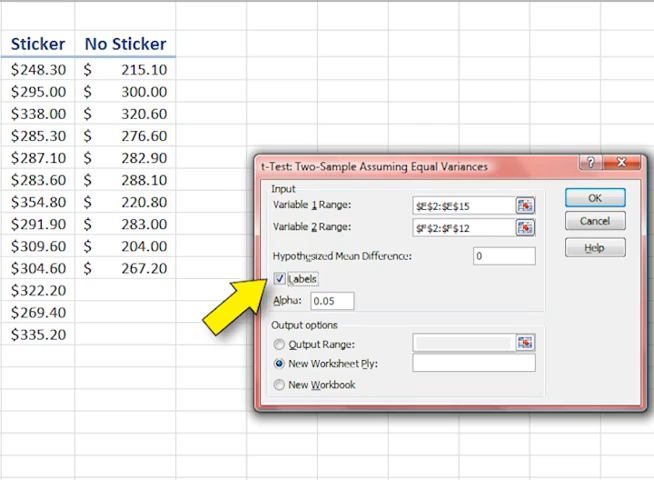 Sticker No Sticker
$248.30 $ 215.10
$295.00 $ 300.00
$338.00 $ 320.60
$285.30 $ 276.60
$287.10 $ 282.90
$283.60 $ 288.10
$354.80 $ 220.80
$291.90 $ 283.00
$309.60 $ 204.00
$304.60 $ 267.20
$322.20
$269.40
$335.20
t-Test: Two-Sample Assuming Equal Variances
?
Input
Variable 1 Range: $E$2:$E$15
Variable 2 Range: $F$2:$F$12
Hypothesized Mean Difference: 0
Labels
Alpha: 0.05
Output options
Output Range:
New Worksheet Ply:
New Workbook
OK
Cancel
Help